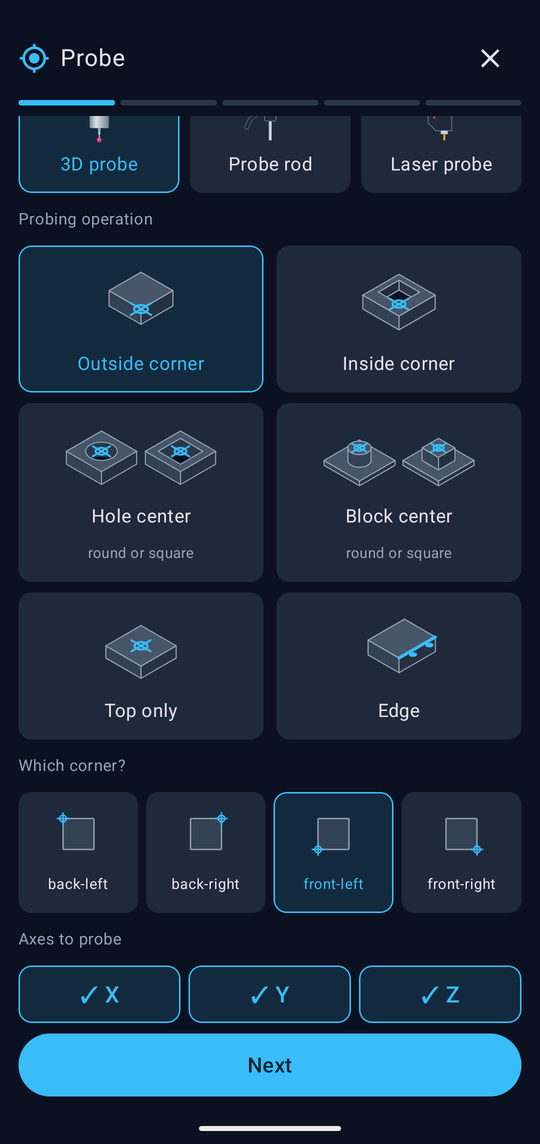 Probe
3D probe
Probe rod
Laser probe
Probing operation
Outside corner
Inside corner
Hole center
round or square
Block center
round or square
Top only
Edge
Which corner?
back-left
back-right
front-left
front-right
Axes to probe
✓ X
✓ Y
✓ Z
Next